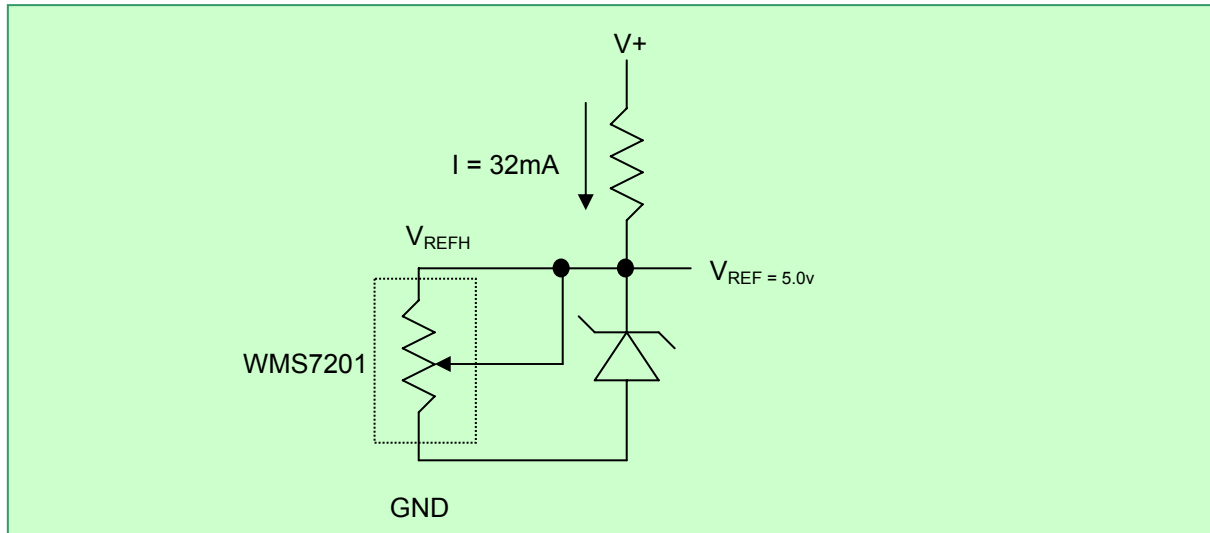 V+
I = 32mA
VREFH
VREF = 5.0v
WMS7201
GND